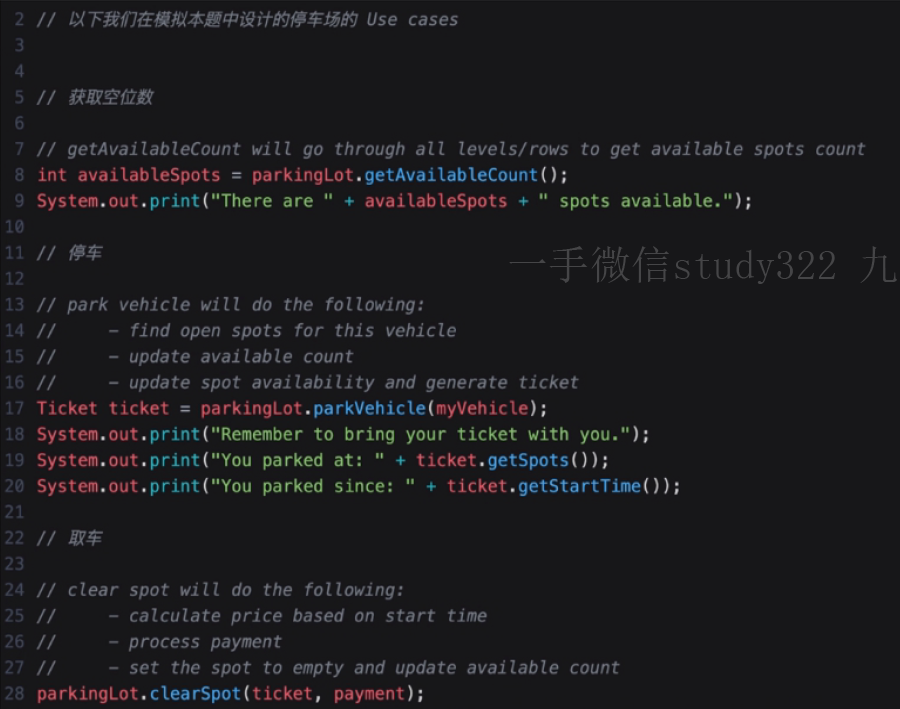 2 // 以下我们在模拟本题中设计的停车场的 Use cases
3
4
5 // 获取空位数
6
7 // getAvailableCount will go through all levels/rows to get available spots count
8 int availableSpots = parkingLot.getAvailableCount();
9 System.out.print("There are " + availableSpots + " spots available.");
10
11 // 停车
一手微信study322 九
12
13 // park vehicle will do the following:
14 //     - find open spots for this vehicle
15 //     - update available count
16 //     - update spot availability and generate ticket
17 Ticket ticket = parkingLot.parkVehicle(myVehicle);
18 System.out.print("Remember to bring your ticket with you.");
19 System.out.print("You parked at: " + ticket.getSpots());
20 System.out.print("You parked since: " + ticket.getStartTime());
21
22 // 取车
23
24 // clear spot will do the following:
25 //     - calculate price based on start time
26 //     - process payment
27 //     - set the spot to empty and update available count
28 parkingLot.clearSpot(ticket, payment);